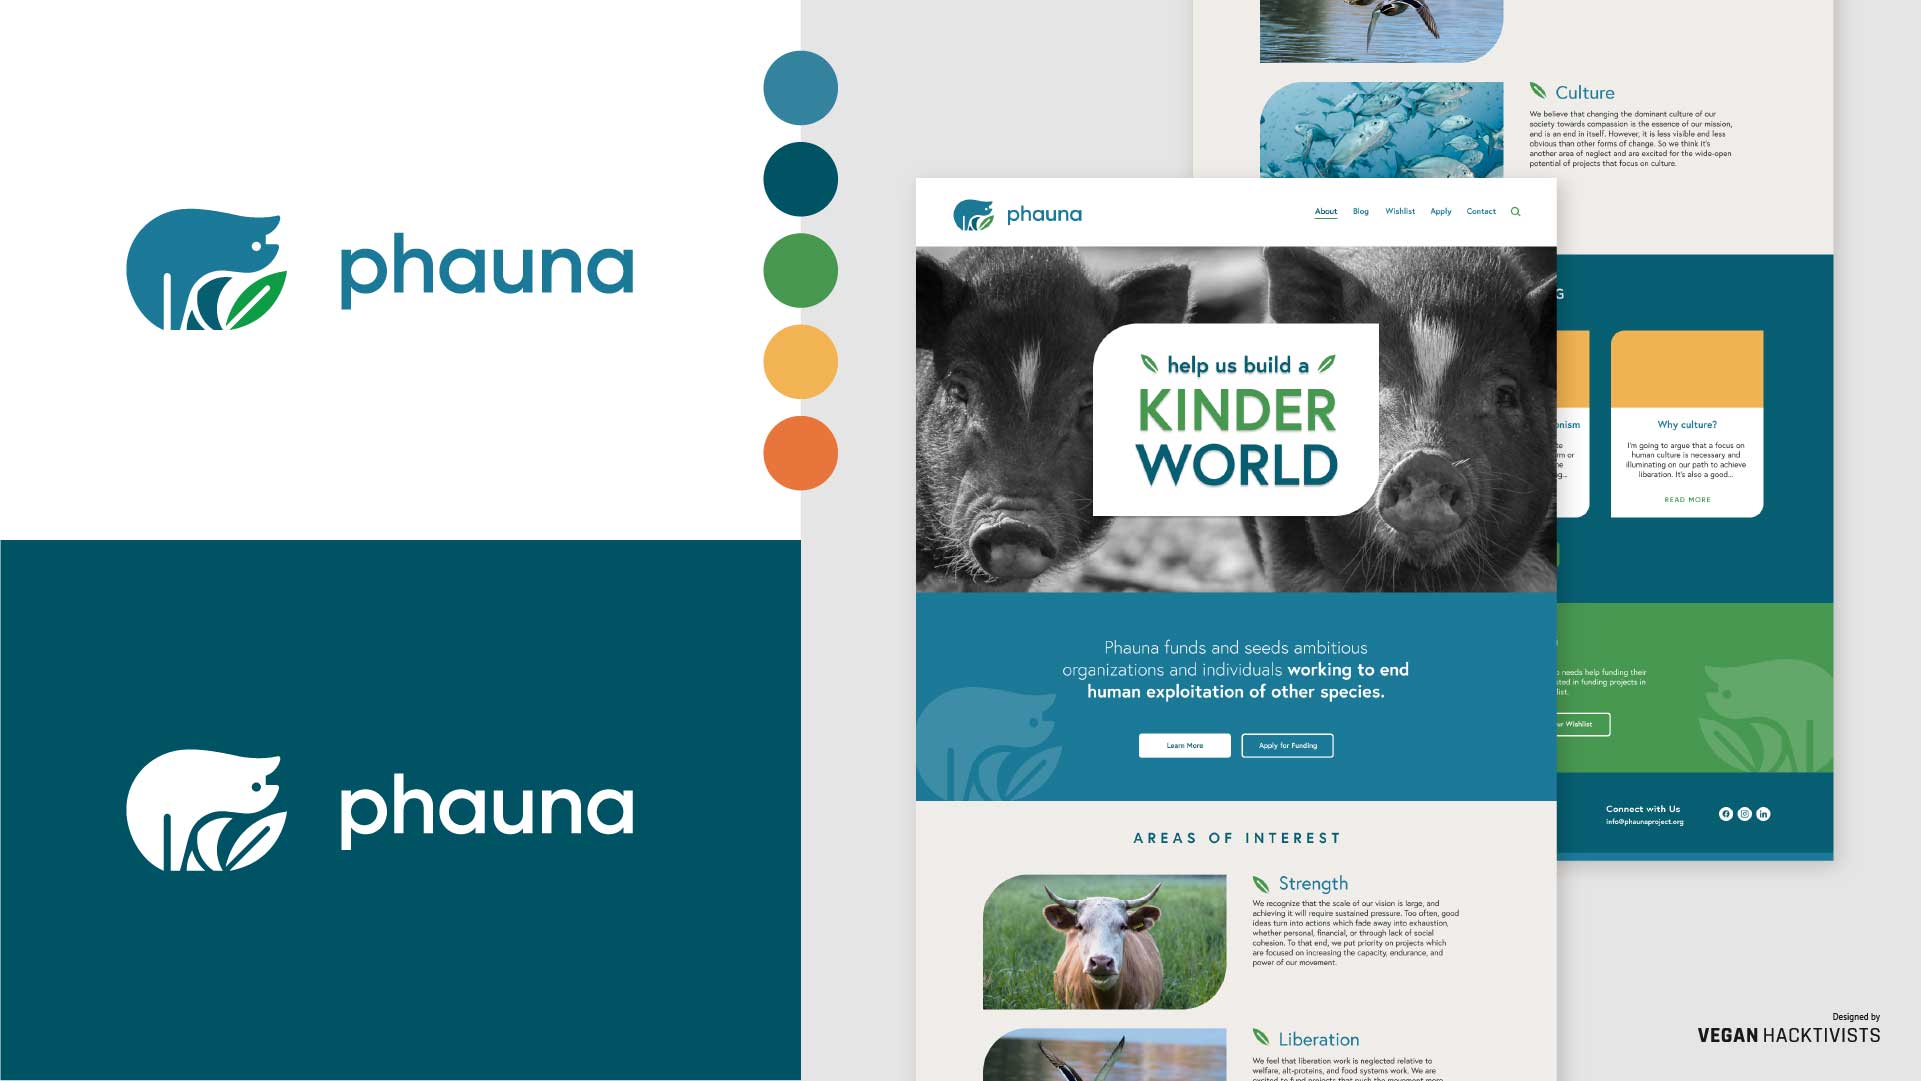 phauna
phauna
phauna
About
Blog
Wishlist
Apply
Contact
help us build a
KINDER
WORLD
Phauna funds and seeds ambitious
organizations and individuals working to end
human exploitation of other species.
Learn More
Apply for Funding
AREAS OF INTEREST
Strength
We recognize that the scale of our vision is large, and
achieving it will require sustained pressure. Too often, good
ideas turn into actions which fade away into exhaustion,
whether personal, financial, or through lack of social
cohesion. To that end, we put priority on projects which
are focused on increasing the capacity, endurance, and
power of our movement.
Liberation
We feel that liberation work is neglected relative to
welfare, alt-proteins, and food systems work. We are
excited to fund projects that push the movement more
Culture
We believe that changing the dominant culture of our
society towards compassion is the essence of our mission,
and is an end in itself. However, it is less visible and less
obvious than other forms of change. So we think it's
another area of neglect and are excited for the wide-open
potential of projects that focus on culture.
G
Why culture?
I'm going to argue that a focus on
human culture is necessary and
illuminating on our path to achieve
liberation. It's also a good...
READ MORE
needs help funding their
in funding projects in
list.
Wishlist
Connect with Us
info@phaunaproject.org
Designed by
VEGAN HACKTIVISTS